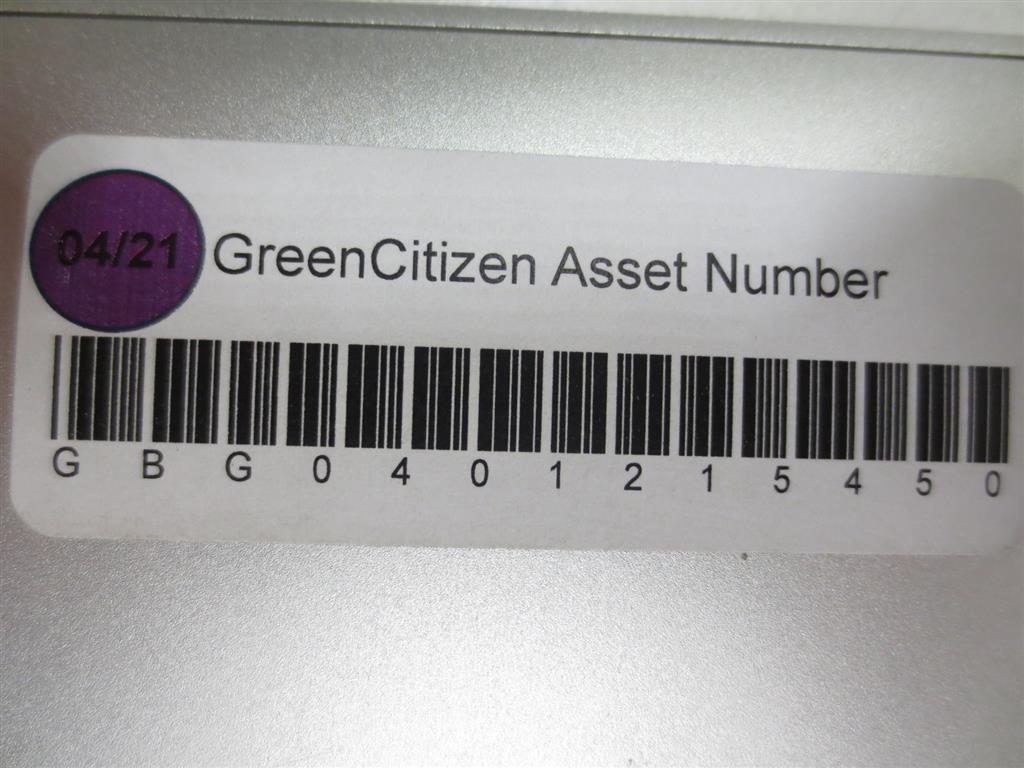 04/21 GreenCitizen Asset Number
G B G 0 4 0 1 2 1 5 4 5 0